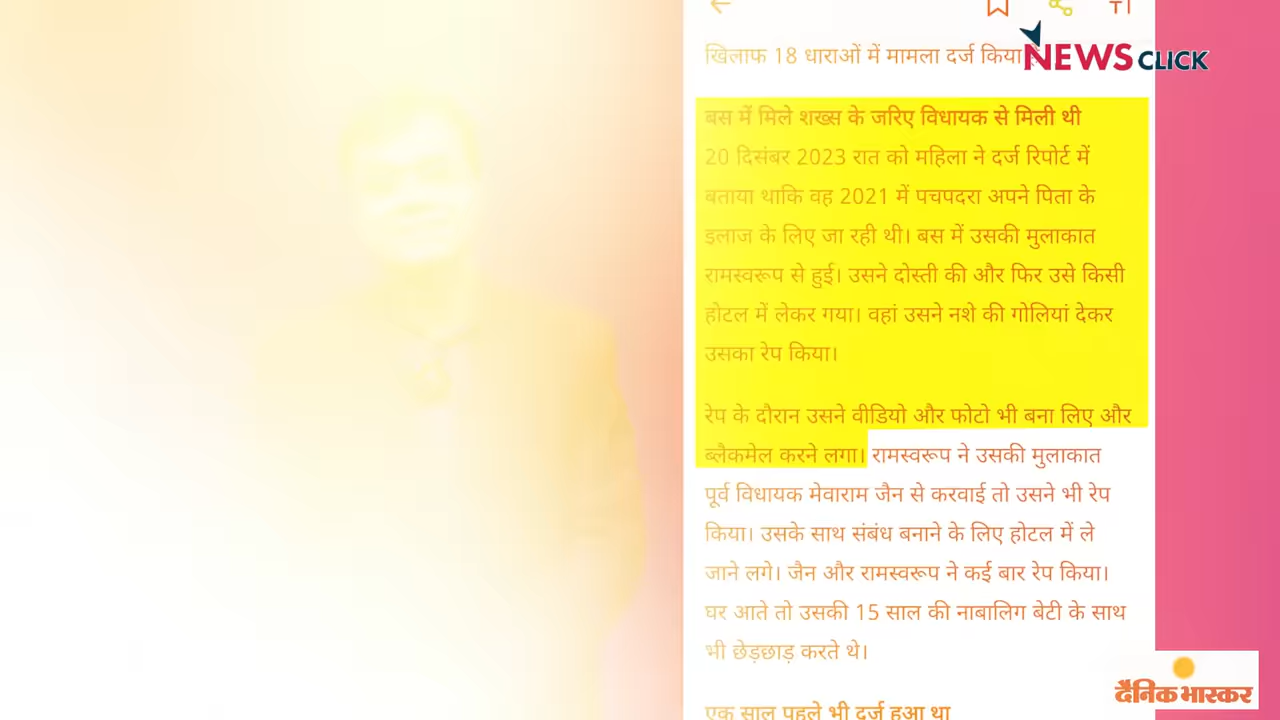 खिलाफ 18 धाराओं में मामला दर्ज किया
NEWS CLICK
बस में मिले शख्स के जरिए विधायक से मिली थी
20 दिसंबर 2023 रात को महिला ने दर्ज रिपोर्ट में
बताया थाकि वह 2021 में पचपदरा अपने पिता के
इलाज के लिए जा रही थी। बस में उसकी मुलाकात
रामस्वरूप से हुई। उसने दोस्ती की और फिर उसे किसी
होटल में लेकर गया। वहां उसने नशे की गोलियां देकर
उसका रेप किया।
रेप के दौरान उसने वीडियो और फोटो भी बना लिए और
ब्लैकमेल करने लगा। रामस्वरूप ने उसकी मुलाकात
पूर्व विधायक मेवाराम जैन से करवाई तो उसने भी रेप
किया। उसके साथ संबंध बनाने के लिए होटल में ले
जाने लगे। जैन और रामस्वरूप ने कई बार रेप किया।
घर आते तो उसकी 15 साल की नाबालिग बेटी के साथ
भी छेड़छाड़ करते थे।
एक साल पहले भी दर्ज हुआ था
दैनिक भास्कर